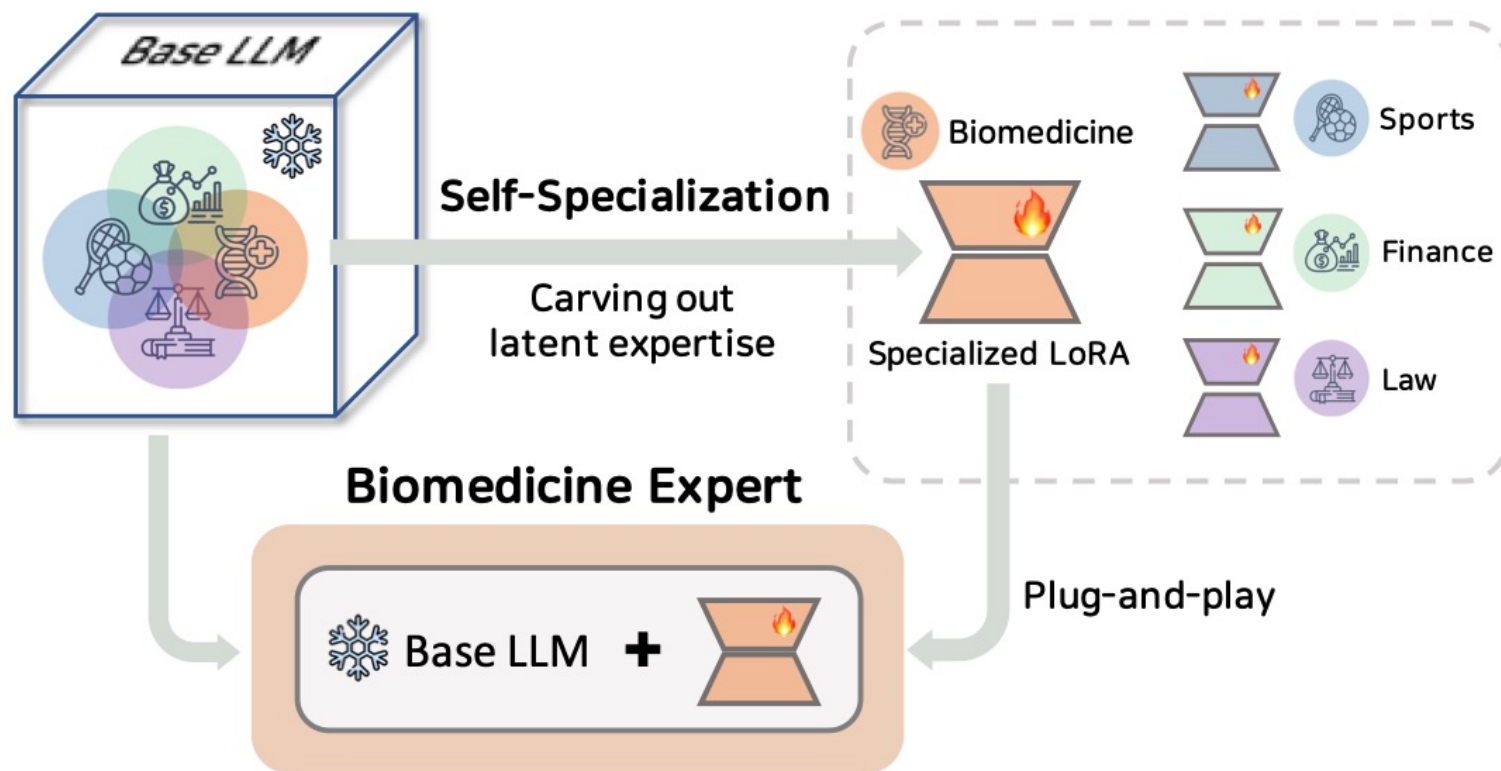 Base LLM
Self-Specialization
Carving out
latent expertise
Biomedicine
Specialized LoRA
Sports
Finance
Law
Biomedicine Expert
Base LLM +
Plug-and-play